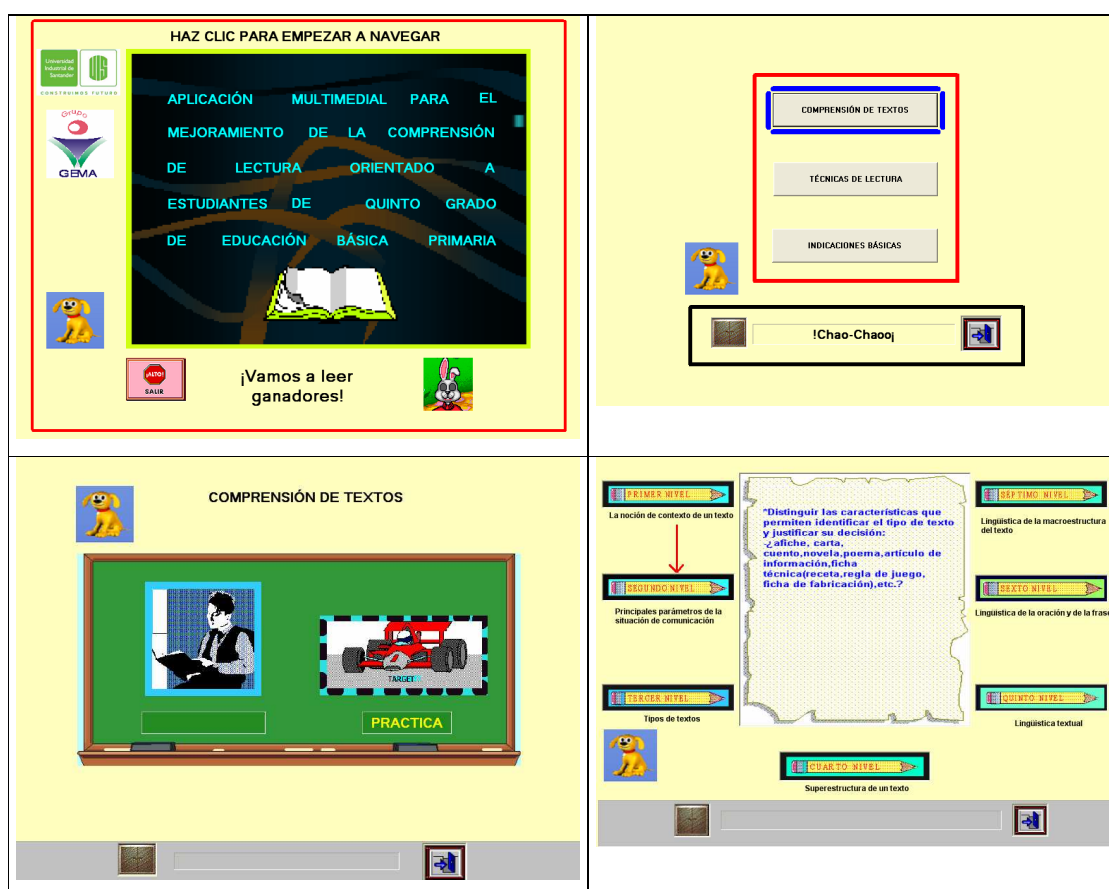 HAZ CLIC PARA EMPEZAR A NAVEGAR
Universidad
Industrial de
Santander
UIS
CONSTRUIMOS FUTURO
Grupo
GEMA
APLICACIÓN MULTIMEDIAL PARA EL
MEJORAMIENTO DE LA COMPRENSIÓN
DE LECTURA ORIENTADO A
ESTUDIANTES DE QUINTO GRADO
DE EDUCACIÓN BÁSICA PRIMARIA
¡ALTO!
SALIR
¡Vamos a leer
ganadores!
COMPRENSIÓN DE TEXTOS
TÉCNICAS DE LECTURA
INDICACIONES BÁSICAS
!Chao-Chaoo¡
COMPRENSIÓN DE TEXTOS
TARGET
PRACTICA
PRIMER NIVEL
La noción de contexto de un texto
SEGUNDO NIVEL
Principales parámetros de la
situación de comunicación
TERCER NIVEL
Tipos de textos
"Distinguir las características que
permiten identificar el tipo de texto
y justificar su decisión:
-¿afiche, carta,
cuento,novela,poema,artículo de
información,ficha
técnica(receta,regla de juego,
ficha de fabricación),etc.?
SÉPTIMO NIVEL
Lingüística de la macroestructura
del texto
SEXTO NIVEL
Lingüistica de la oración y de la frase
QUINTO NIVEL
Lingüística textual
CUARTO NIVEL
Superestructura de un texto